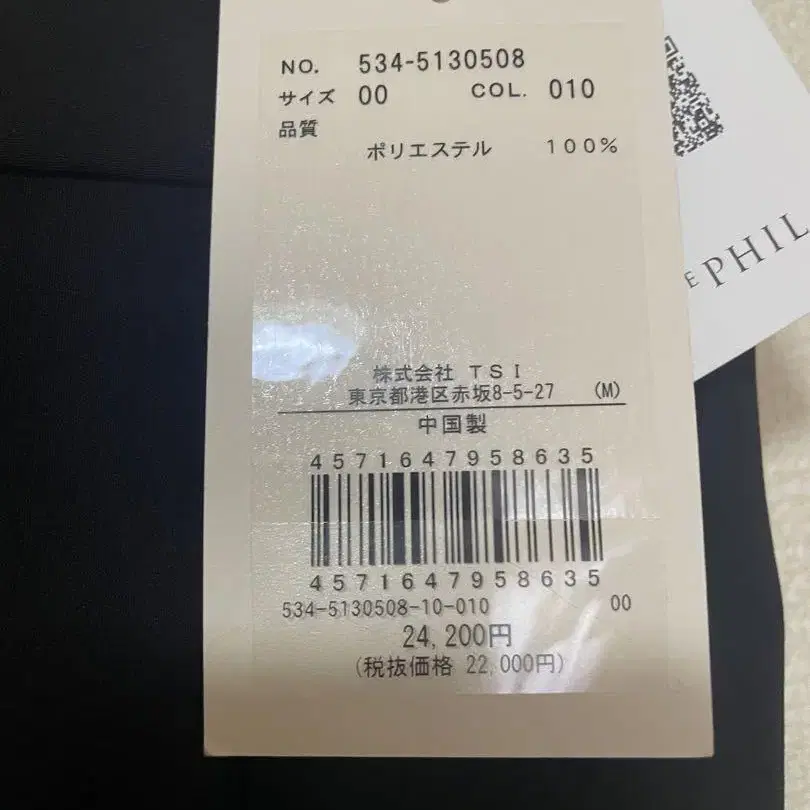 NO. 534-5130508
サイズ 00 COL. 010
品質
ポリエステル 100%
株式会社 TSI
東京都港区赤坂8-5-27 (M)
中国製
4571647958635
4571647958635
534-5130508-10-010 00
24,200円
(税抜価格 22,000円)
E PHIL